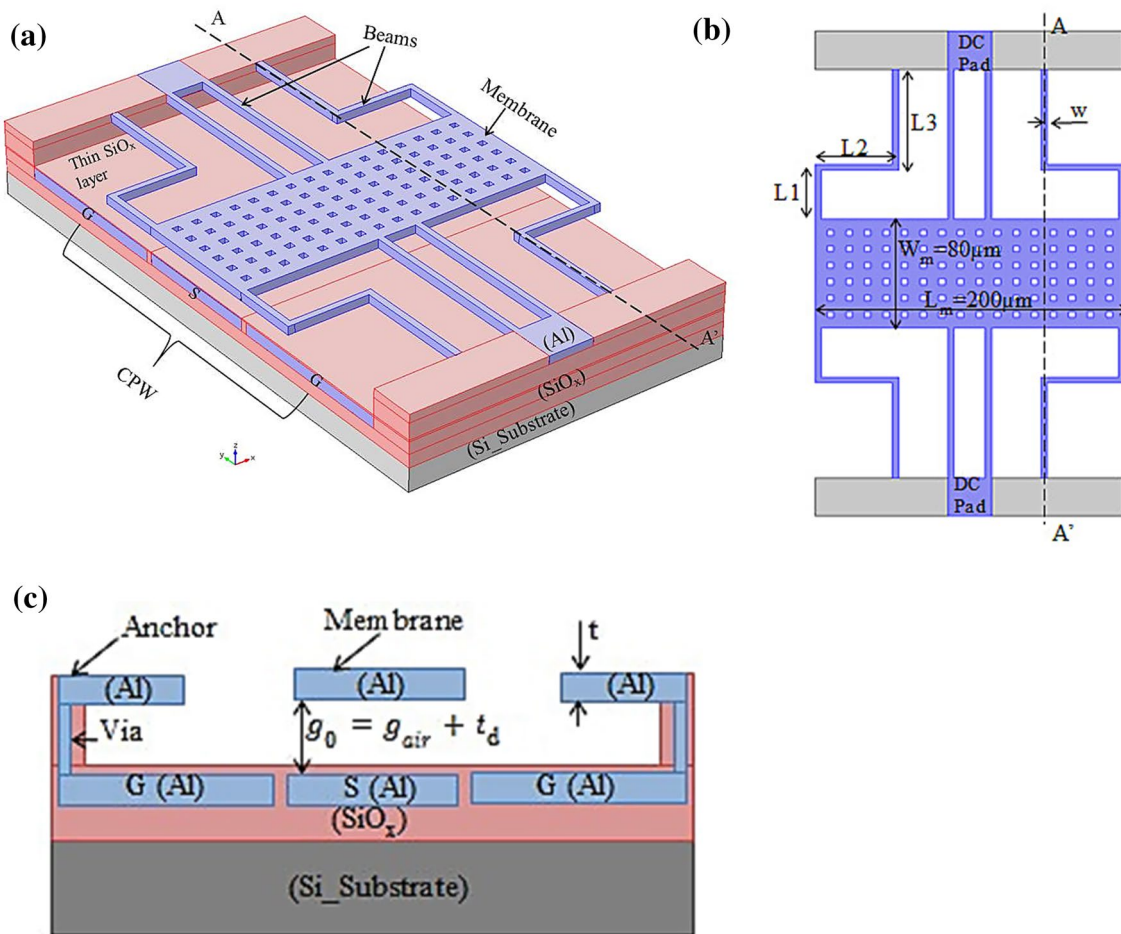 (a)
A
Beams
Membrane
Thin SiOₓ
layer
G
S
G
CPW
(Al)
A'
(SiOₓ)
(Si_Substrate)
z
y
x
(b)
A
DC
Pad
w
L3
L2
L1
Wₘ=80µm
Lₘ=200µm
DC
Pad
A'
(c)
Anchor
Membrane
t
(Al)
(Al)
(Al)
Via
g₀ = gₐᵢᵣ + t_d
G (Al)
S (Al)
G (Al)
(SiOₓ)
(Si_Substrate)